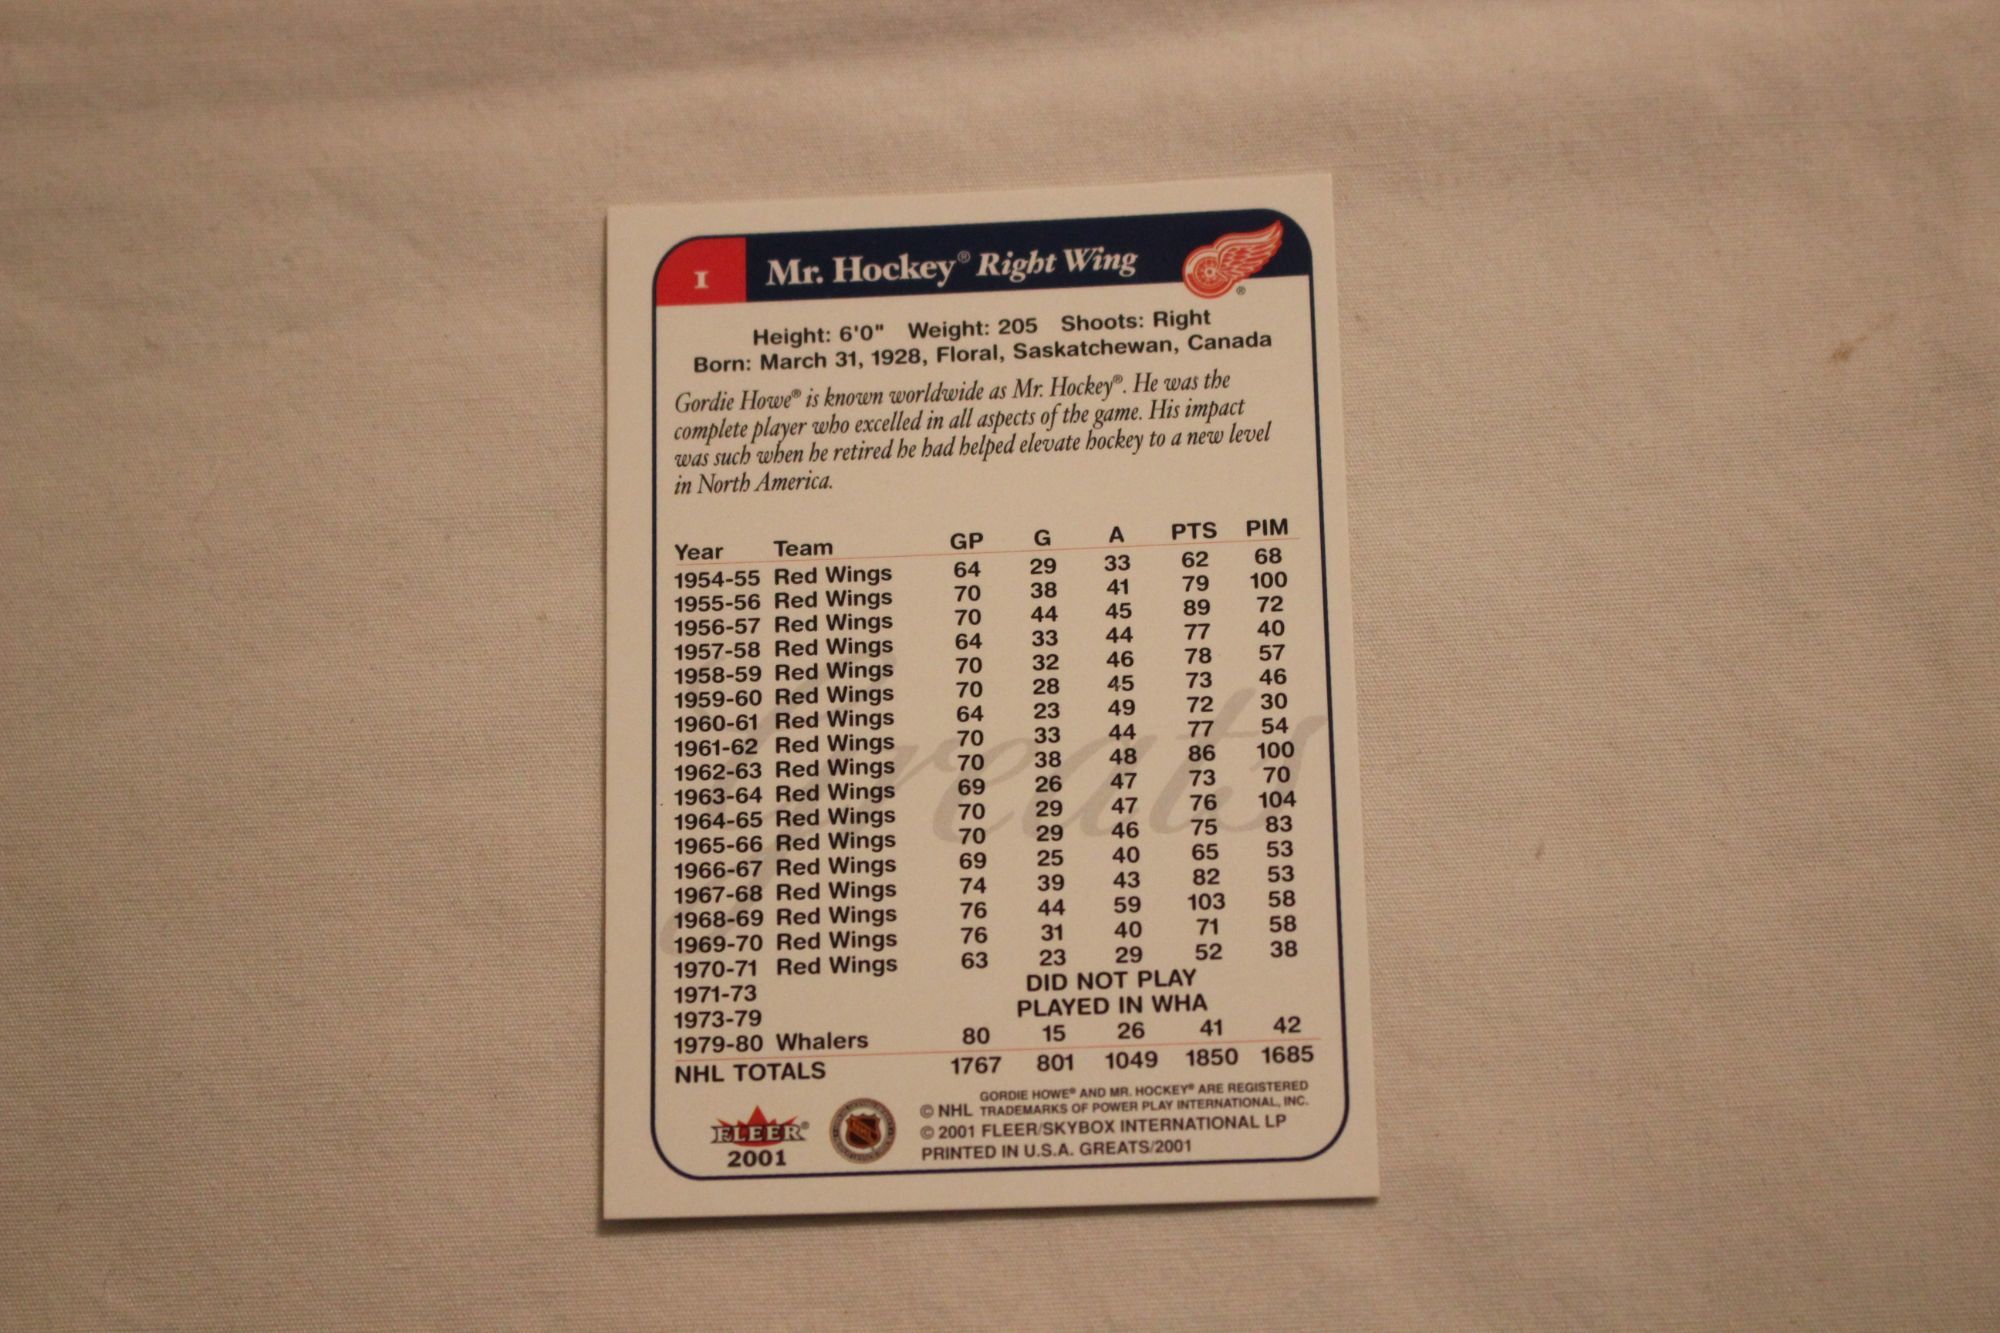 1 Mr. Hockey® Right Wing
Height: 6'0" Weight: 205 Shoots: Right
Born: March 31, 1928, Floral, Saskatchewan, Canada
Gordie Howe® is known worldwide as Mr. Hockey®. He was the
complete player who excelled in all aspects of the game. His impact
was such when he retired he had helped elevate hockey to a new level
in North America.
Year Team GP G A PTS PIM
1954-55 Red Wings 64 29 33 62 68
1955-56 Red Wings 70 38 41 79 100
1956-57 Red Wings 70 44 45 89 72
1957-58 Red Wings 64 33 44 77 40
1958-59 Red Wings 70 32 46 78 57
1959-60 Red Wings 70 28 45 73 46
1960-61 Red Wings 64 23 49 72 30
1961-62 Red Wings 70 33 44 77 54
1962-63 Red Wings 70 38 48 86 100
1963-64 Red Wings 69 26 47 73 70
1964-65 Red Wings 70 29 47 76 104
1965-66 Red Wings 70 29 46 75 83
1966-67 Red Wings 69 25 40 65 53
1967-68 Red Wings 74 39 43 82 53
1968-69 Red Wings 76 44 59 103 58
1969-70 Red Wings 76 31 40 71 58
1970-71 Red Wings 63 23 29 52 38
1971-73 DID NOT PLAY
1973-79 PLAYED IN WHA
1979-80 Whalers 80 15 26 41 42
NHL TOTALS 1767 801 1049 1850 1685
Greats
GORDIE HOWE® AND MR. HOCKEY® ARE REGISTERED
© NHL TRADEMARKS OF POWER PLAY INTERNATIONAL, INC.
© 2001 FLEER/SKYBOX INTERNATIONAL LP
PRINTED IN U.S.A. GREATS/2001
FLEER®
2001